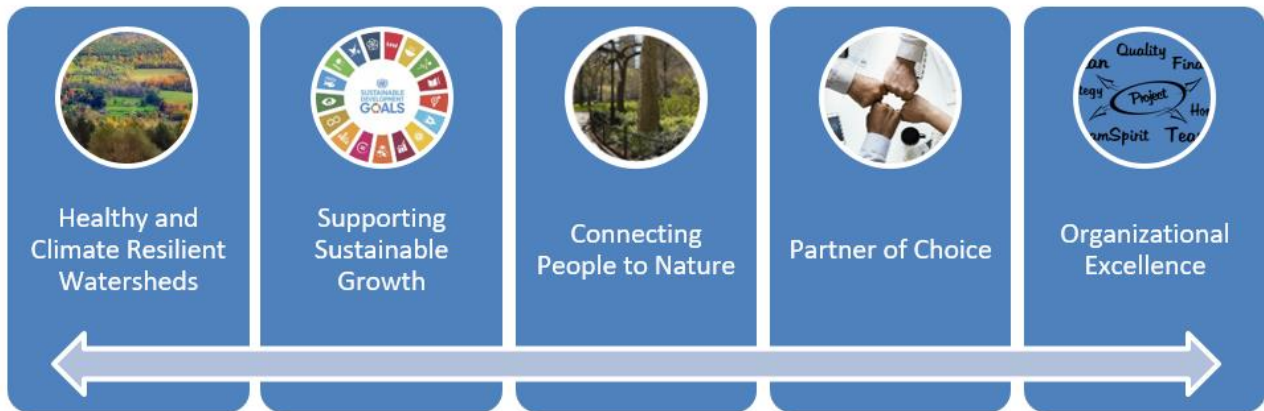 SUSTAINABLE
DEVELOPMENT
GOALS
Quality
Project
Healthy and
Climate Resilient
Watersheds
Supporting
Sustainable
Growth
Connecting
People to Nature
Partner of Choice
Organizational
Excellence